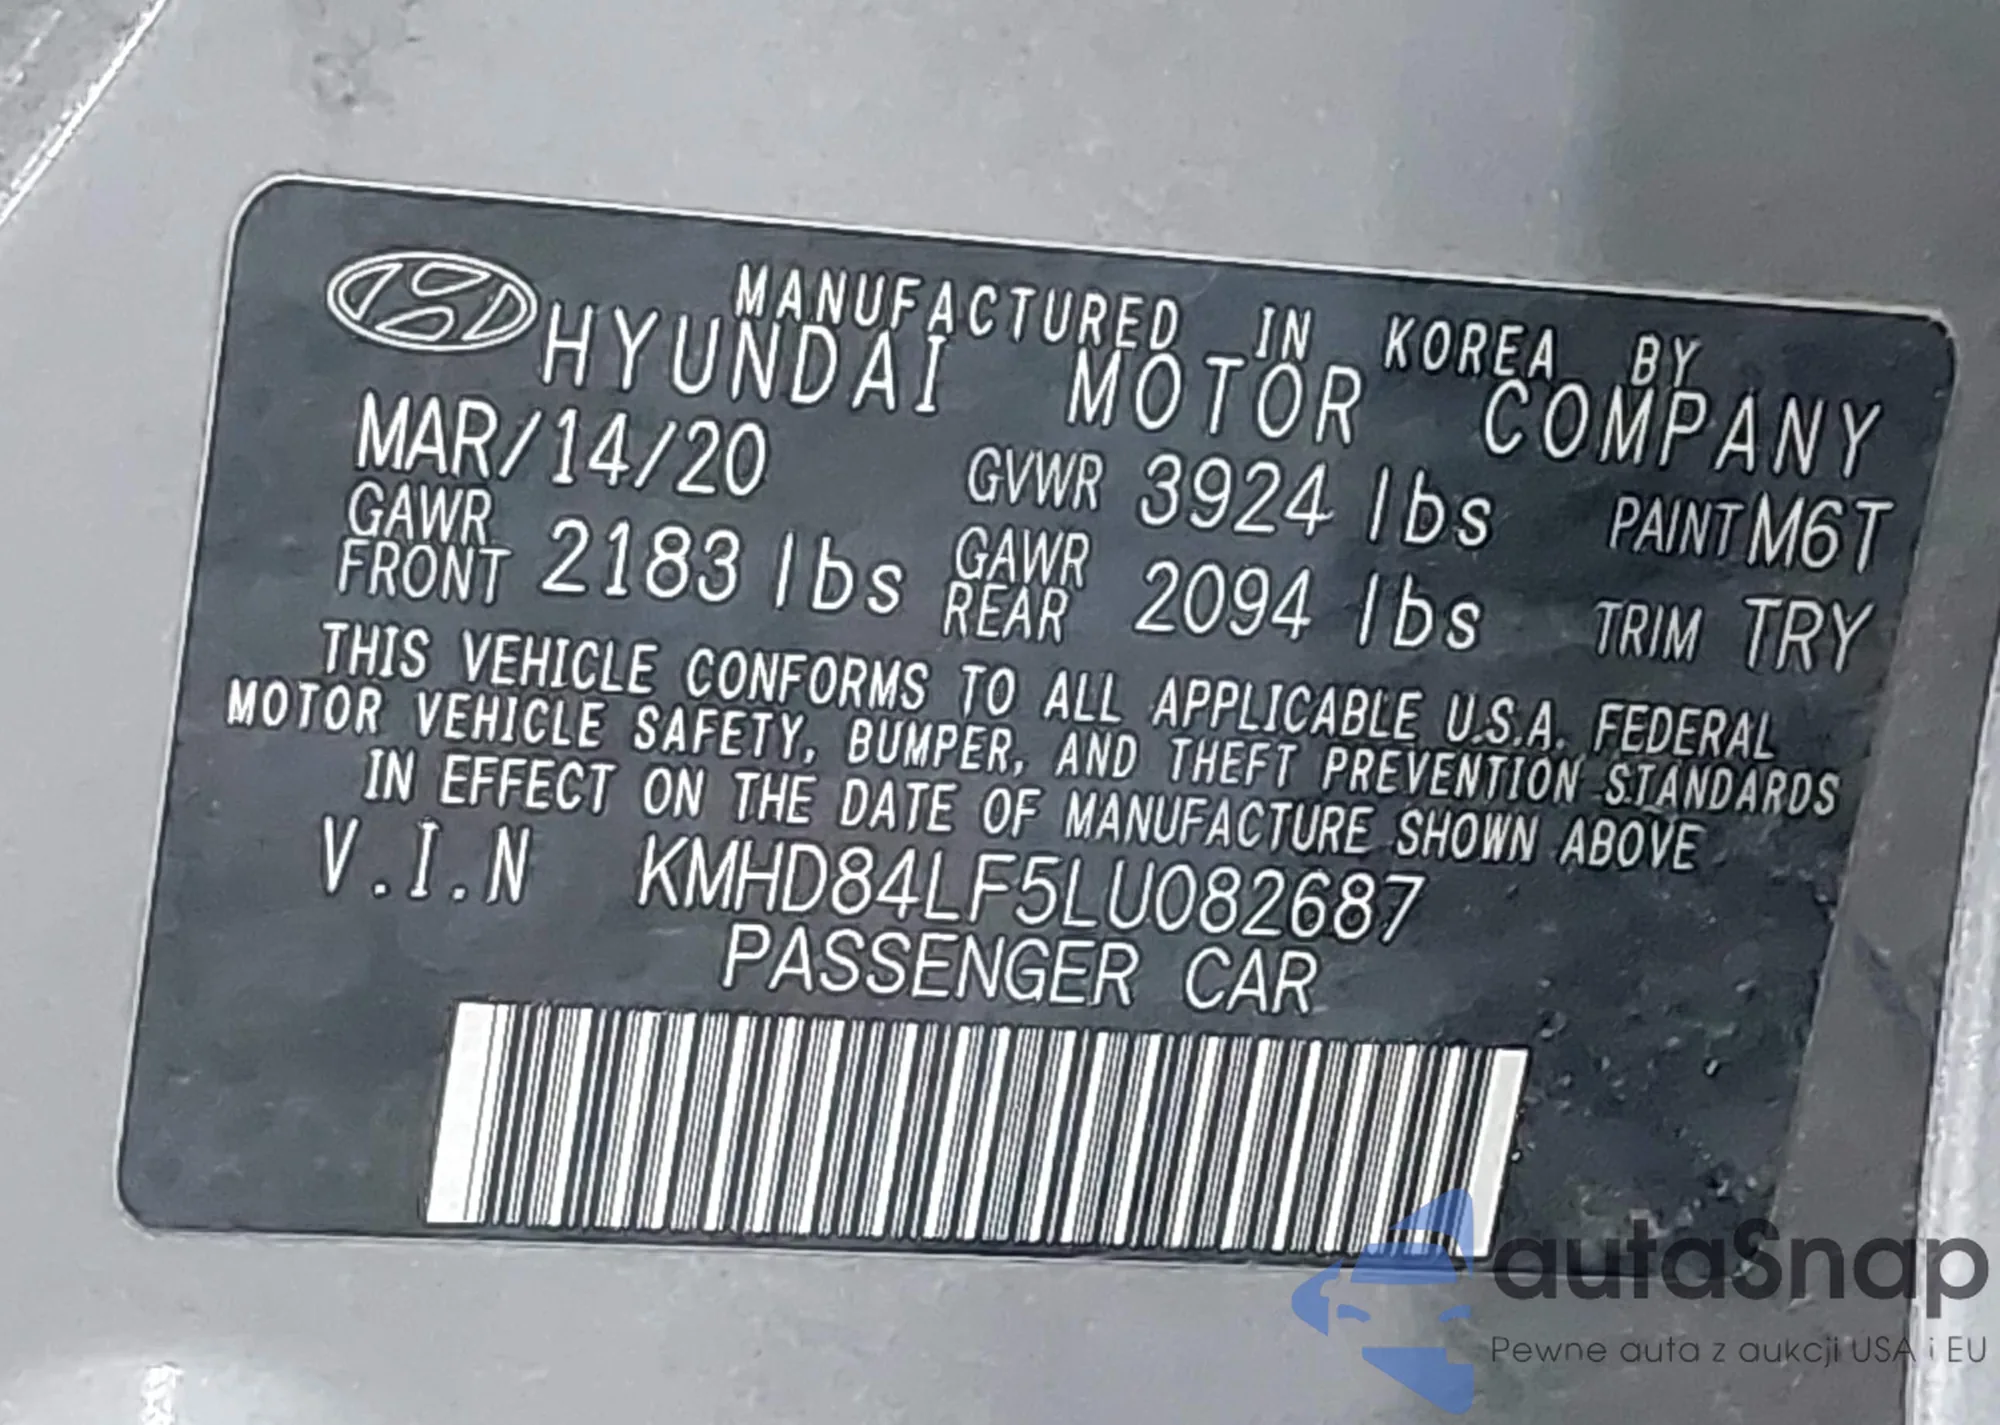 MANUFACTURED IN KOREA BY
HYUNDAI MOTOR COMPANY
MAR/14/20 GVWR 3924 lbs PAINT M6T
GAWR FRONT 2183 lbs GAWR REAR 2094 lbs TRIM TRY
THIS VEHICLE CONFORMS TO ALL APPLICABLE U.S.A. FEDERAL
MOTOR VEHICLE SAFETY, BUMPER, AND THEFT PREVENTION STANDARDS
IN EFFECT ON THE DATE OF MANUFACTURE SHOWN ABOVE
V.I.N KMHD84LF5LU082687
PASSENGER CAR
autaSnap
Pewne auta z aukcji USA i EU